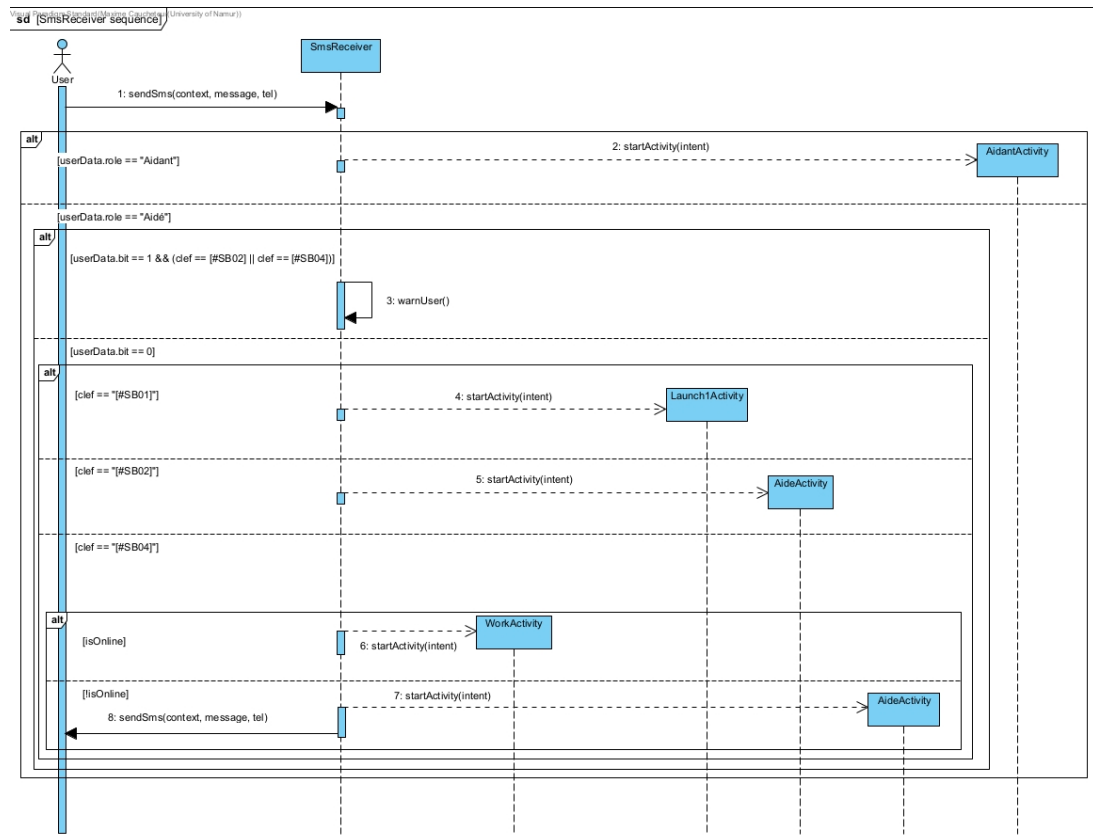 Visual Paradigm Standard(Maxime Caucheteux(University of Namur))
sd [SmsReceiver sequence]
User
SmsReceiver
1: sendSms(context, message, tel)
alt
[userData.role == "Aidant"]
2: startActivity(intent)
AidantActivity
[userData.role == "Aidé"]
alt
[userData.bit == 1 && (clef == [#SB02] || clef == [#SB04])]
3: warnUser()
[userData.bit == 0]
alt
[clef == "[#SB01]"]
4: startActivity(intent)
Launch1Activity
[clef == "[#SB02]"]
5: startActivity(intent)
AideActivity
[clef == "[#SB04]"]
alt
[isOnline]
WorkActivity
6: startActivity(intent)
[!isOnline]
7: startActivity(intent)
AideActivity
8: sendSms(context, message, tel)